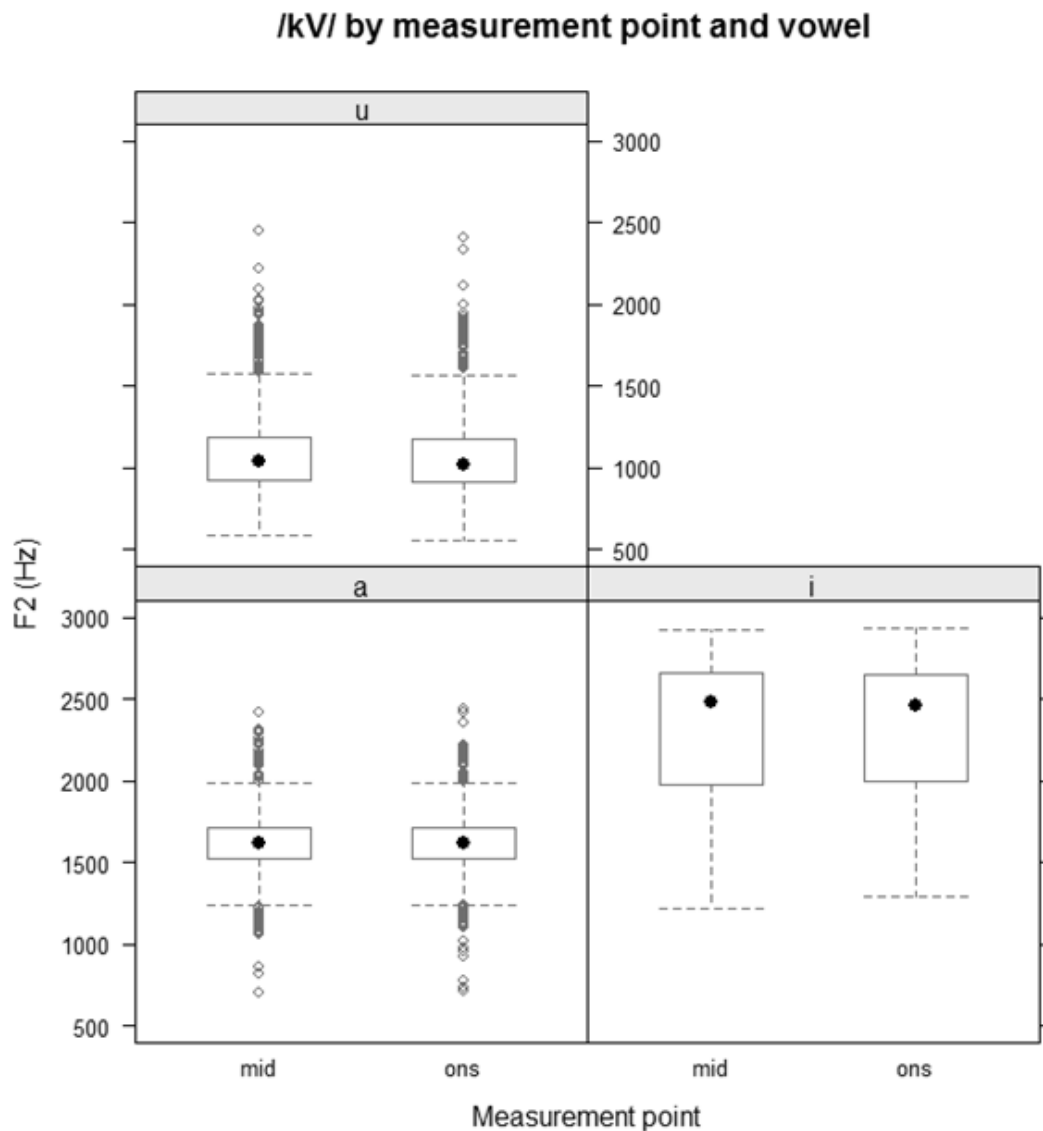 /kV/ by measurement point and vowel
u
3000
2500
2000
1500
1000
500
F2 (Hz)
a
i
3000
2500
2000
1500
1000
500
mid
ons
mid
ons
Measurement point